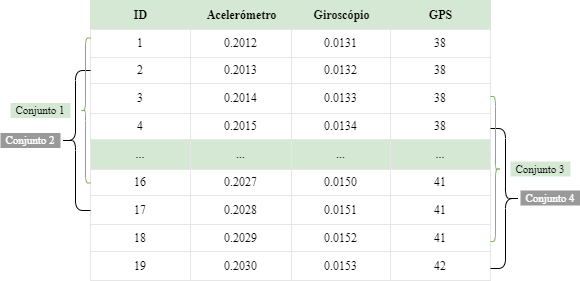 ID Acelerómetro Giroscópio GPS
1 0.2012 0.0131 38
2 0.2013 0.0132 38
3 0.2014 0.0133 38
4 0.2015 0.0134 38
... ... ... ...
16 0.2027 0.0150 41
17 0.2028 0.0151 41
18 0.2029 0.0152 41
19 0.2030 0.0153 42
Conjunto 1
Conjunto 2
Conjunto 3
Conjunto 4